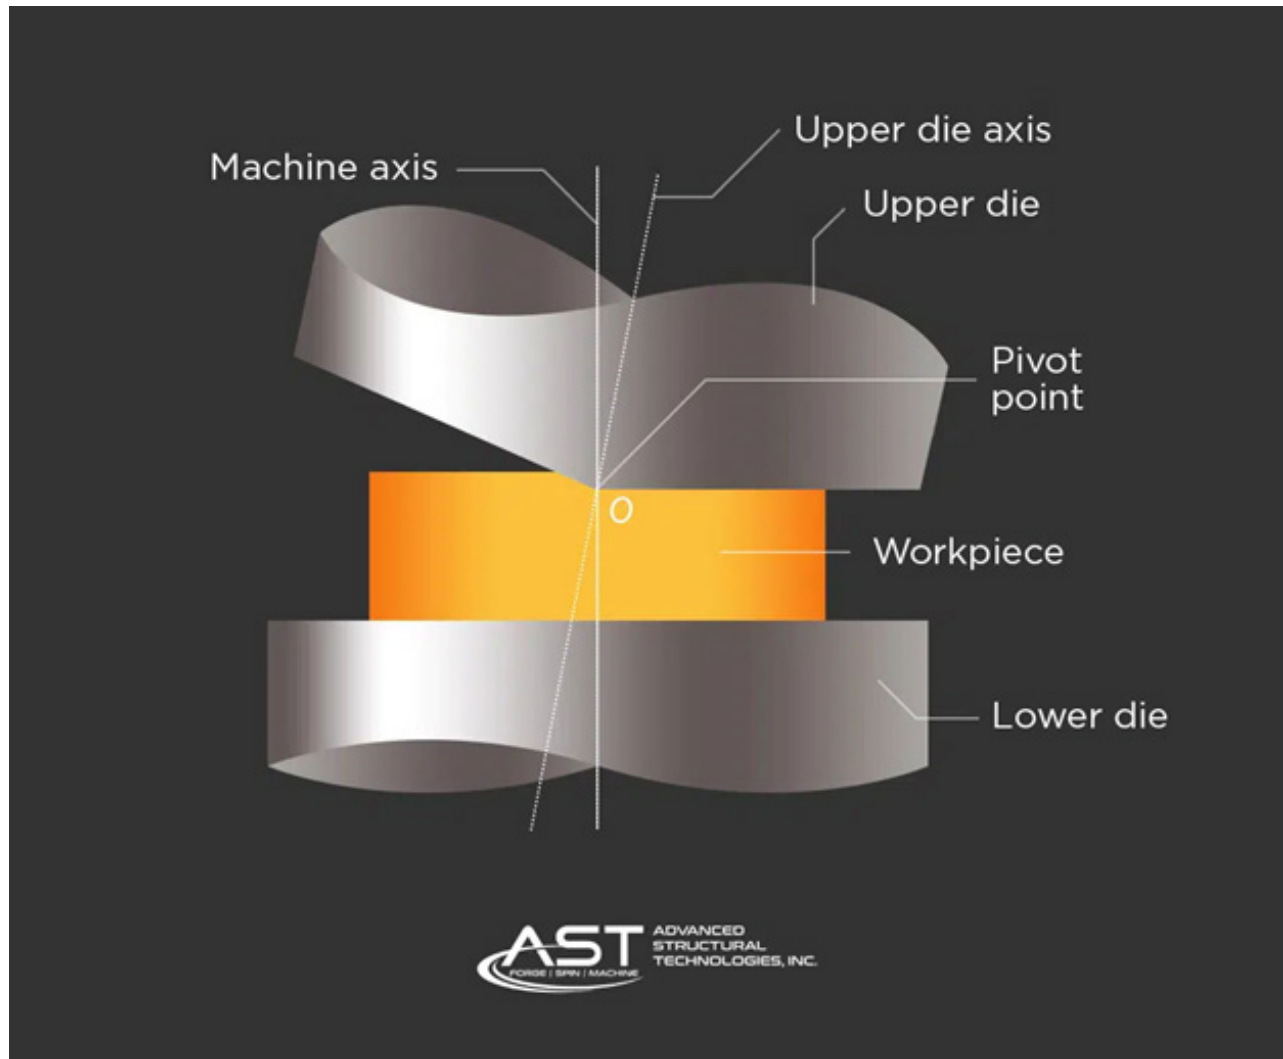 Upper die axis
Machine axis
Upper die
Pivot
point
O
Workpiece
Lower die
AST
ADVANCED
STRUCTURAL
TECHNOLOGIES, INC.
FORGE | SPIN | MACHINE